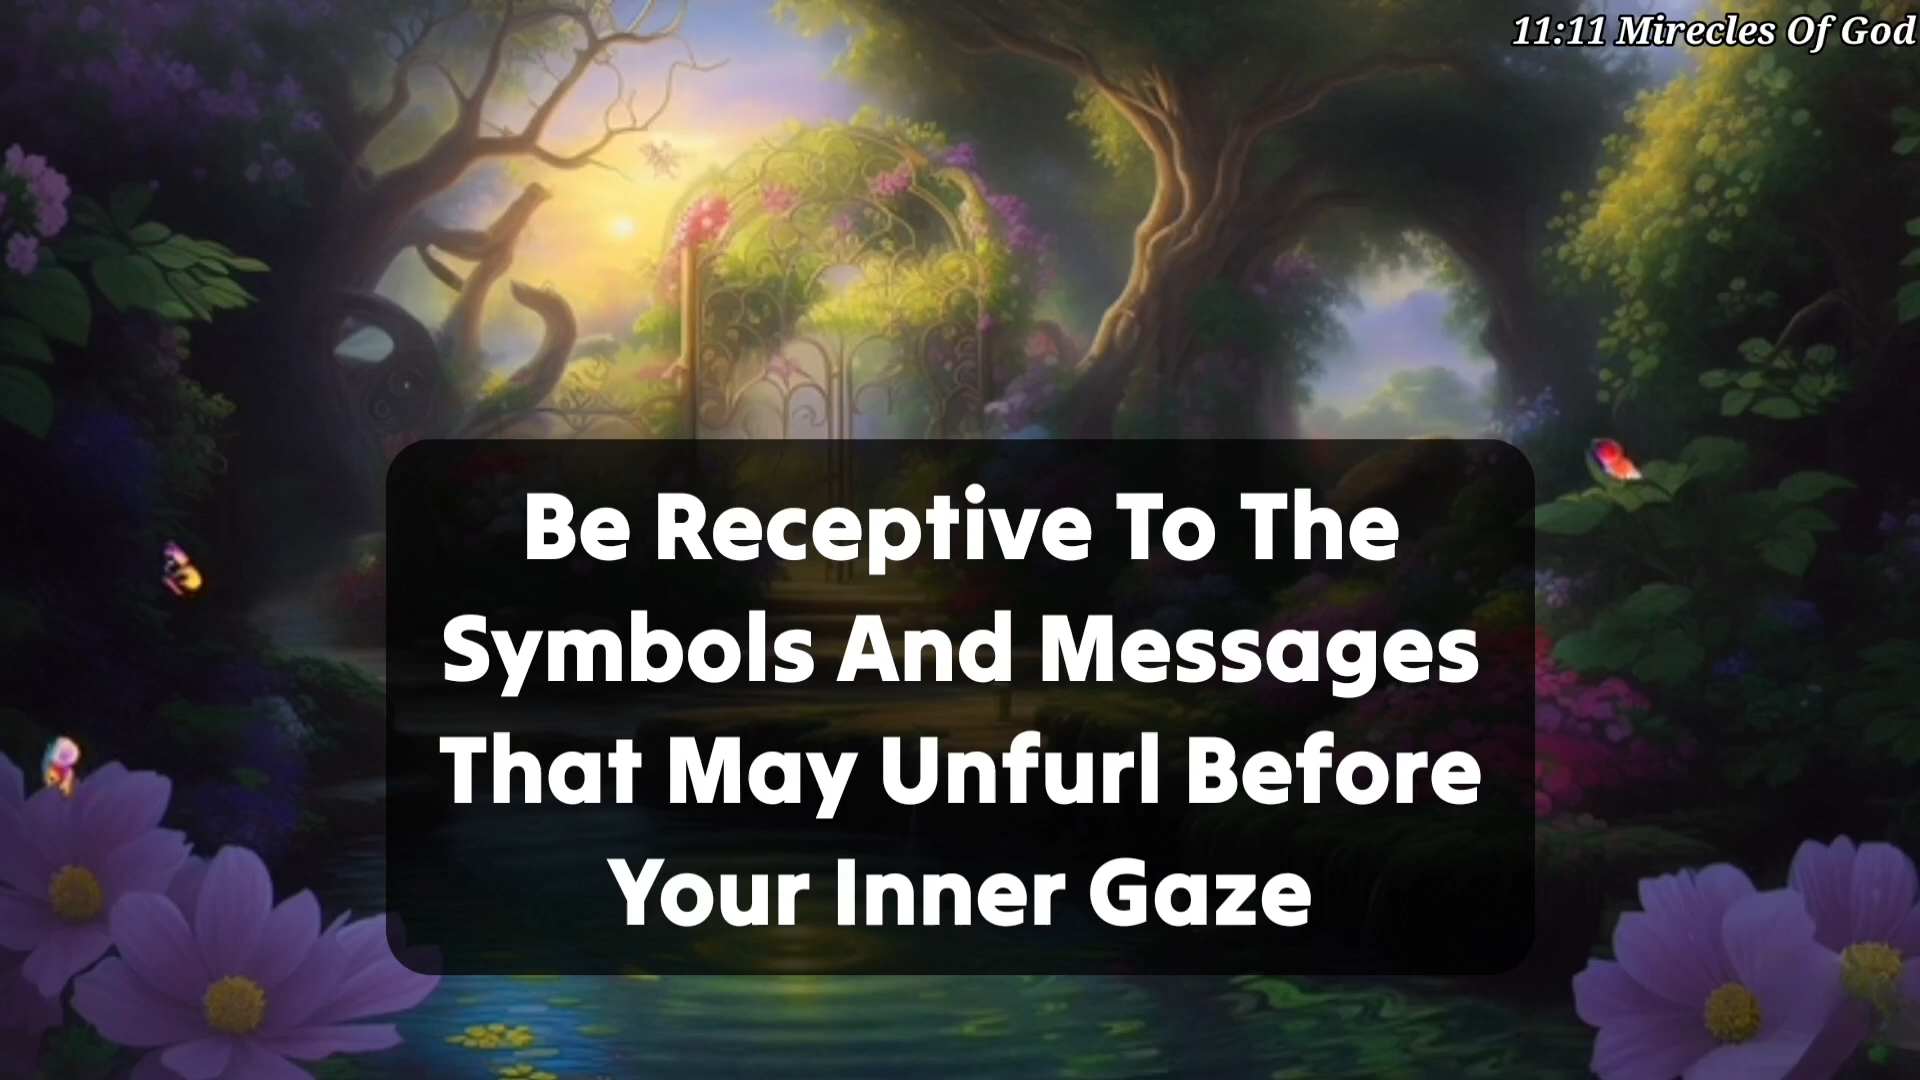 11:11 Mirecles Of God
Be Receptive To The
Symbols And Messages
That May Unfurl Before
Your Inner Gaze